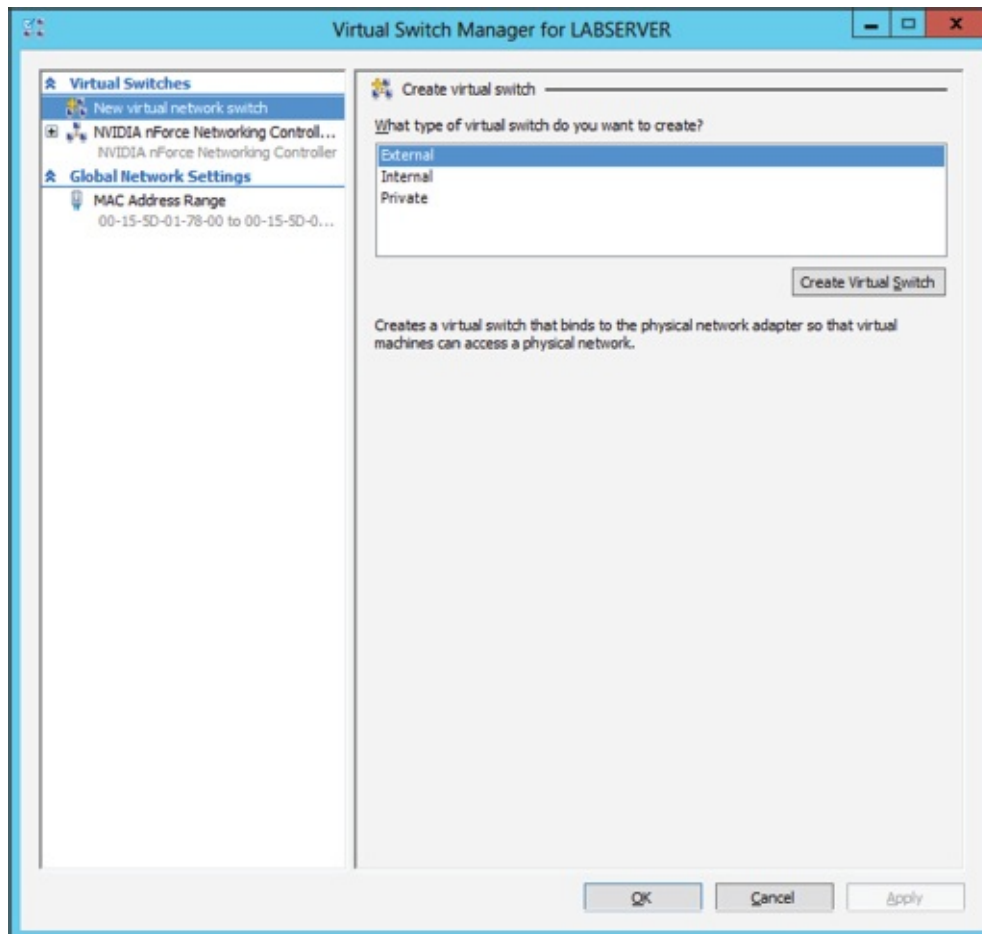 Virtual Switch Manager for LABSERVER
Virtual Switches
New virtual network switch
NVIDIA nForce Networking Controll...
NVIDIA nForce Networking Controller
Global Network Settings
MAC Address Range
00-15-5D-01-78-00 to 00-15-5D-0...
Create virtual switch
What type of virtual switch do you want to create?
External
Internal
Private
Create Virtual Switch
Creates a virtual switch that binds to the physical network adapter so that virtual
machines can access a physical network.
OK
Cancel
Apply